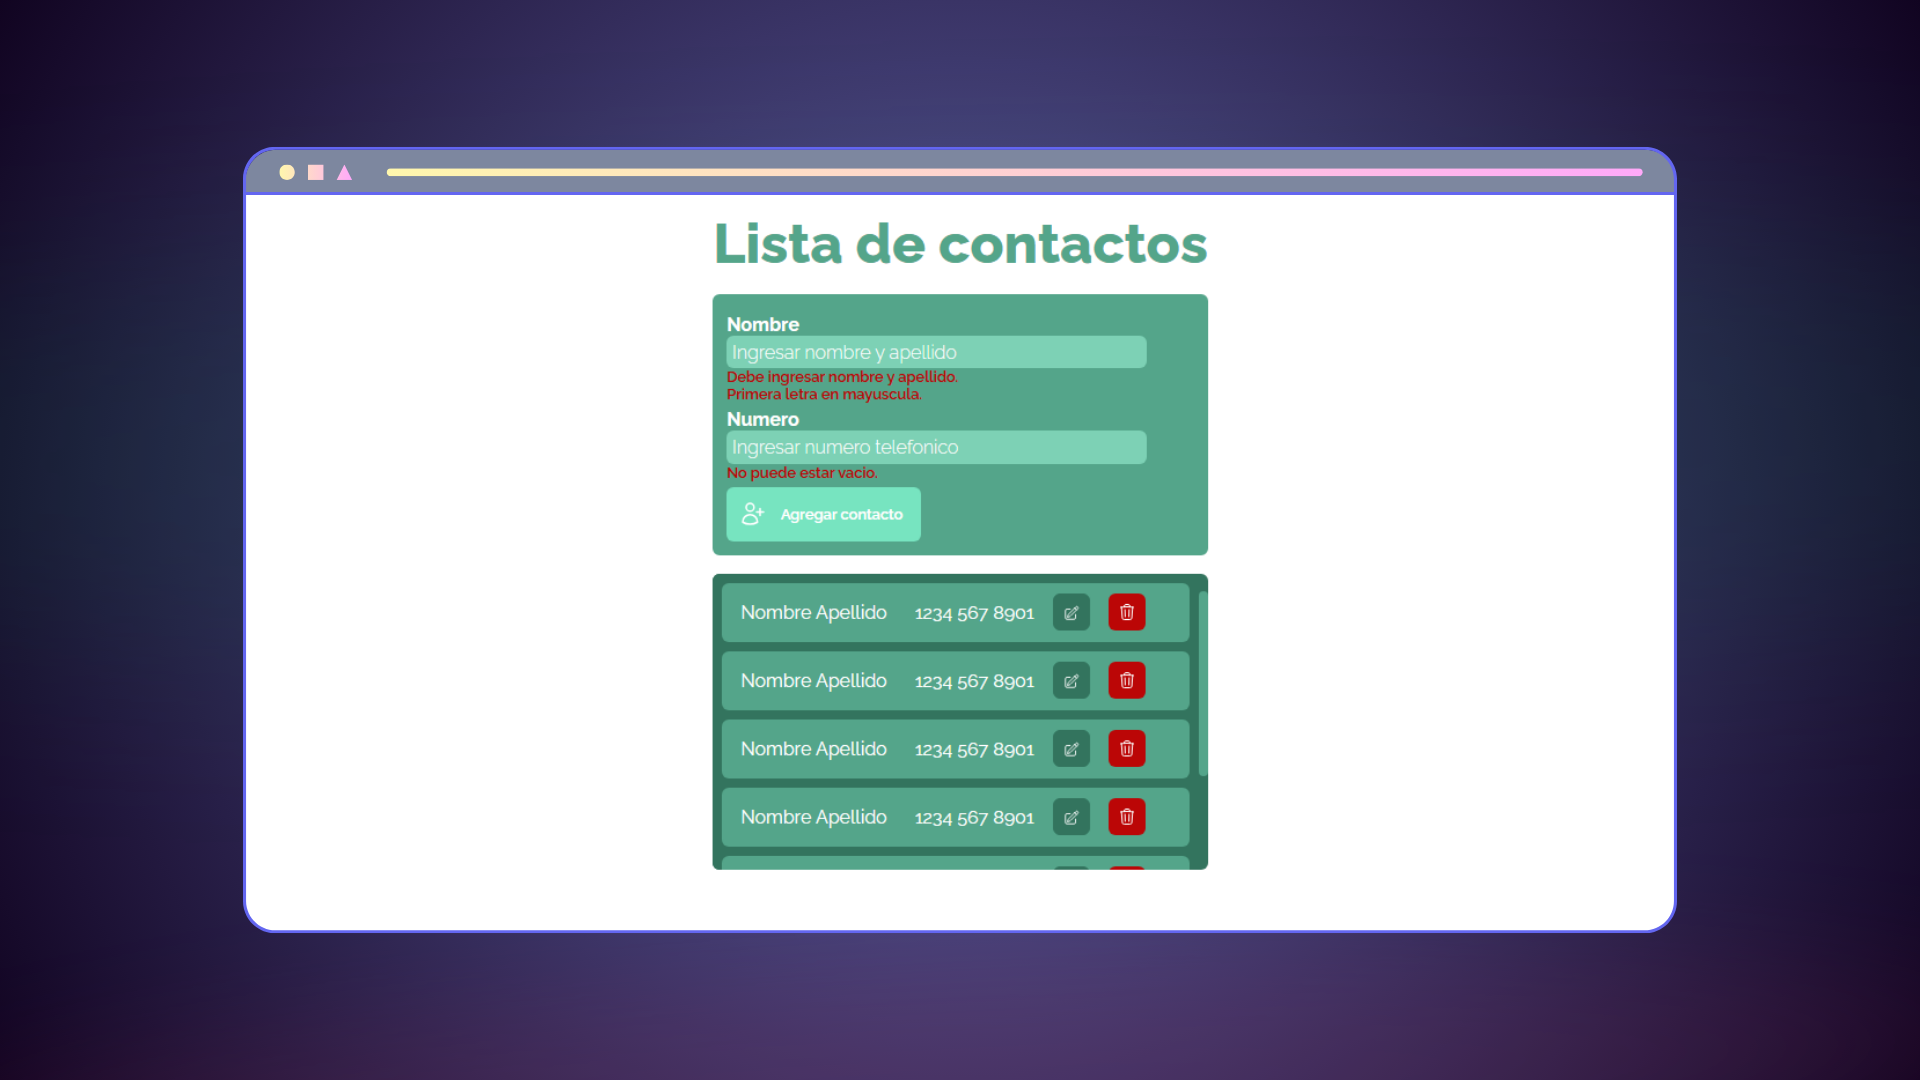 Lista de contactos
Nombre
Ingresar nombre y apellido
Debe ingresar nombre y apellido.
Primera letra en mayuscula.
Numero
Ingresar numero telefonico
No puede estar vacio.
Agregar contacto
Nombre Apellido 1234 567 8901
Nombre Apellido 1234 567 8901
Nombre Apellido 1234 567 8901
Nombre Apellido 1234 567 8901